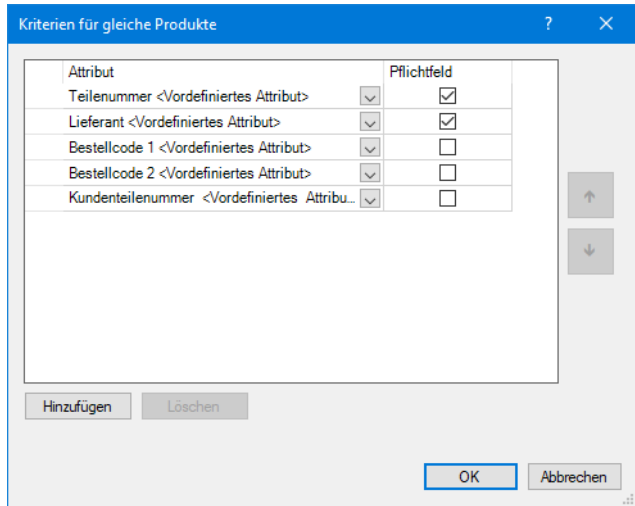 Kriterien für gleiche Produkte ?
Attribut Pflichtfeld
Teilenummer <Vordefiniertes Attribut>
Lieferant <Vordefiniertes Attribut>
Bestellcode 1 <Vordefiniertes Attribut>
Bestellcode 2 <Vordefiniertes Attribut>
Kundenteilenummer <Vordefiniertes Attribu...
Hinzufügen Löschen
OK Abbrechen